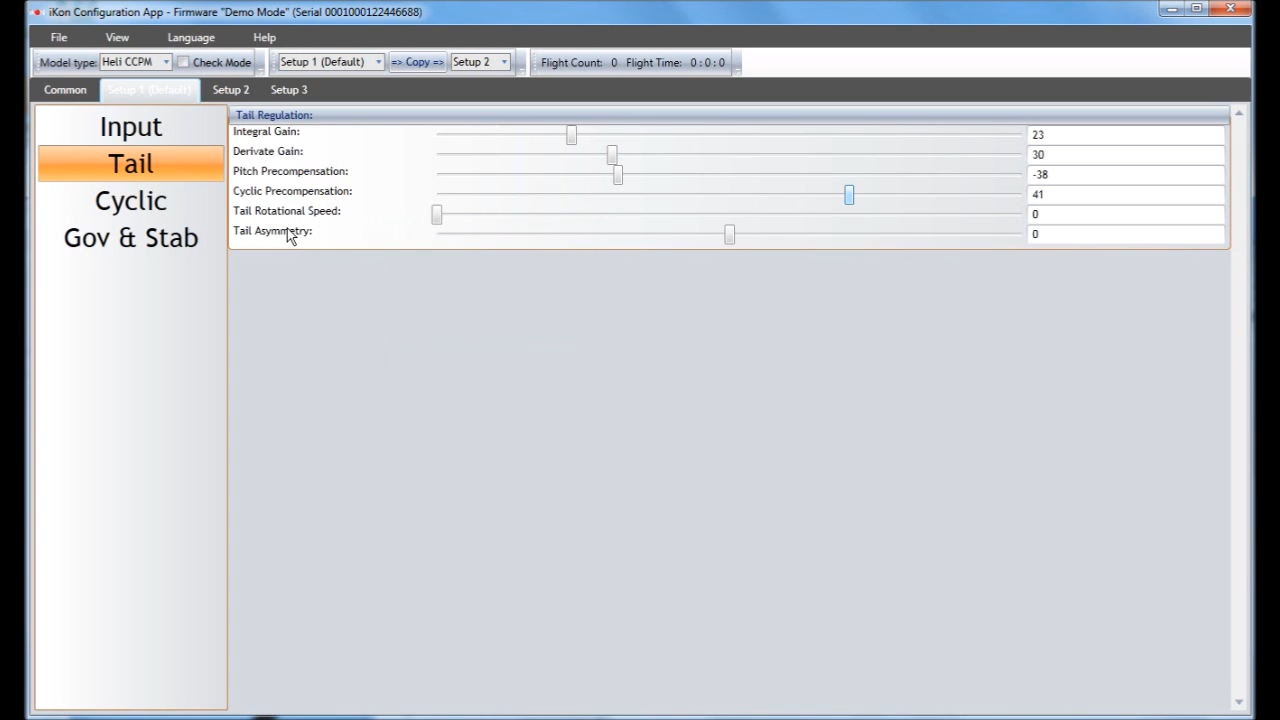 iKon Configuration App - Firmware "Demo Mode" (Serial 0001000122446688)
File View Language Help
Model type: Heli CCPM Check Mode Setup 1 (Default) => Copy => Setup 2 Flight Count: 0 Flight Time: 0 : 0 : 0
Common Setup 1 (Default) Setup 2 Setup 3
Input
Tail
Cyclic
Gov & Stab
Tail Regulation:
Integral Gain: 23
Derivate Gain: 30
Pitch Precompensation: -38
Cyclic Precompensation: 41
Tail Rotational Speed: 0
Tail Asymmetry: 0